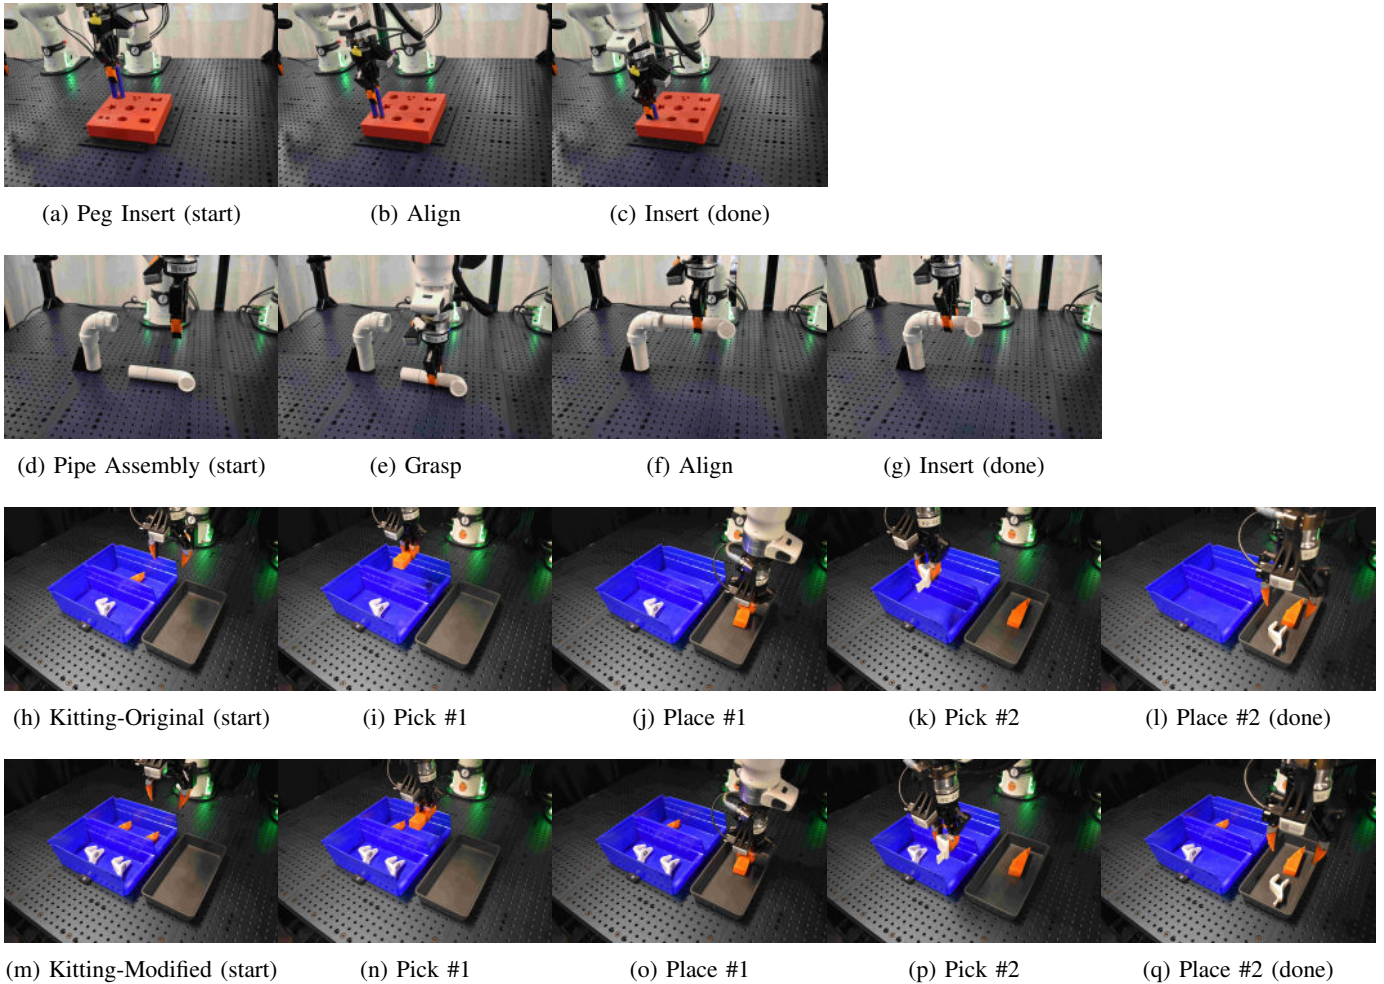 (a) Peg Insert (start) (b) Align (c) Insert (done)
(d) Pipe Assembly (start) (e) Grasp (f) Align (g) Insert (done)
(h) Kitting-Original (start) (i) Pick #1 (j) Place #1 (k) Pick #2 (l) Place #2 (done)
(m) Kitting-Modified (start) (n) Pick #1 (o) Place #1 (p) Pick #2 (q) Place #2 (done)